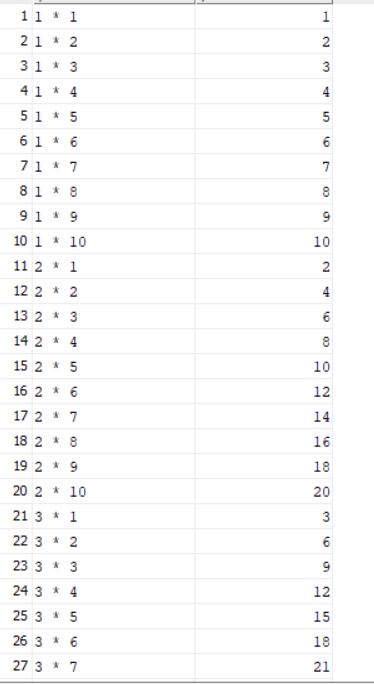 1 1 * 1 1
2 1 * 2 2
3 1 * 3 3
4 1 * 4 4
5 1 * 5 5
6 1 * 6 6
7 1 * 7 7
8 1 * 8 8
9 1 * 9 9
10 1 * 10 10
11 2 * 1 2
12 2 * 2 4
13 2 * 3 6
14 2 * 4 8
15 2 * 5 10
16 2 * 6 12
17 2 * 7 14
18 2 * 8 16
19 2 * 9 18
20 2 * 10 20
21 3 * 1 3
22 3 * 2 6
23 3 * 3 9
24 3 * 4 12
25 3 * 5 15
26 3 * 6 18
27 3 * 7 21